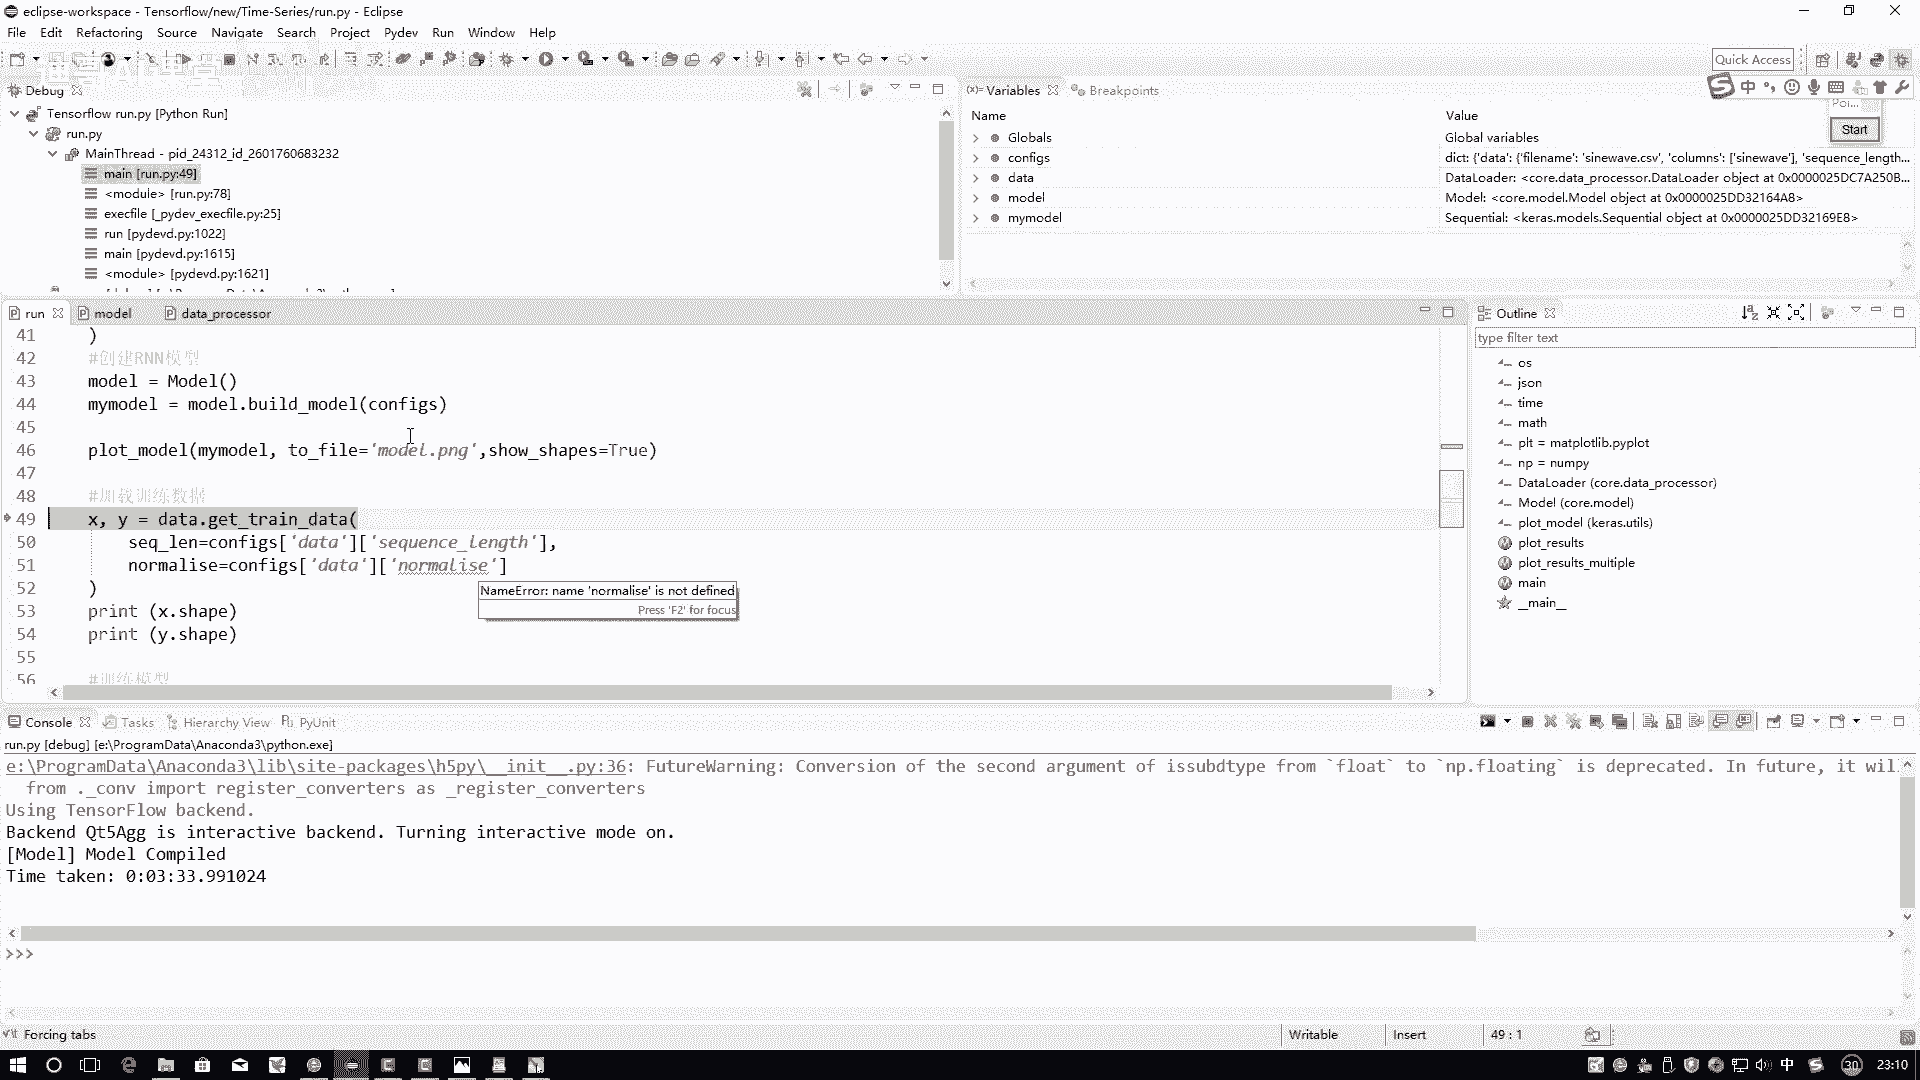 eclipse-workspace - Tensorflow/new/Time-Series/run.py - Eclipse
File Edit Refactoring Source Navigate Search Project Pydev Run Window Help
Quick Access
Debug
Tensorflow run.py [Python Run]
run.py
MainThread - pid_24312_id_2601760683232
main [run.py:49]
<module> [run.py:78]
execfile [_pydev_execfile.py:25]
run [pydevd.py:1022]
main [pydevd.py:1615]
<module> [pydevd.py:1621]
(x)= Variables Breakpoints
中
Poi...
Start
Name Value
Globals Global variables
configs dict: {'data': {'filename': 'sinewave.csv', 'columns': ['sinewave'], 'sequence_length...
data DataLoader: <core.data_processor.DataLoader object at 0x0000025DC7A250B...
model Model: <core.model.Model object at 0x0000025DD32164A8>
mymodel Sequential: <keras.models.Sequential object at 0x0000025DD32169E8>
run model data_processor
41 )
42 #创建RNN模型
43 model = Model()
44 mymodel = model.build_model(configs)
45
46 plot_model(mymodel, to_file='model.png',show_shapes=True)
47
48 #加载训练数据
49 x, y = data.get_train_data(
50 seq_len=configs['data']['sequence_length'],
51 normalise=configs['data']['normalise']
52 )
53 print (x.shape)
54 print (y.shape)
55
56 #训练模型
NameError: name 'normalise' is not defined
Press 'F2' for focus
Outline
type filter text
os
json
time
math
plt = matplotlib.pyplot
np = numpy
DataLoader (core.data_processor)
Model (core.model)
plot_model (keras.utils)
plot_results
plot_results_multiple
main
__main__
Console Tasks Hierarchy View PyUnit
run.py [debug] [e:\ProgramData\Anaconda3\python.exe]
e:\ProgramData\Anaconda3\lib\site-packages\h5py\__init__.py:36: FutureWarning: Conversion of the second argument of issubdtype from `float` to `np.floating` is deprecated. In future, it wil
from ._conv import register_converters as _register_converters
Using TensorFlow backend.
Backend Qt5Agg is interactive backend. Turning interactive mode on.
[Model] Model Compiled
Time taken: 0:03:33.991024
>>>
Forcing tabs Writable Insert 49 : 1
中 30 23:10